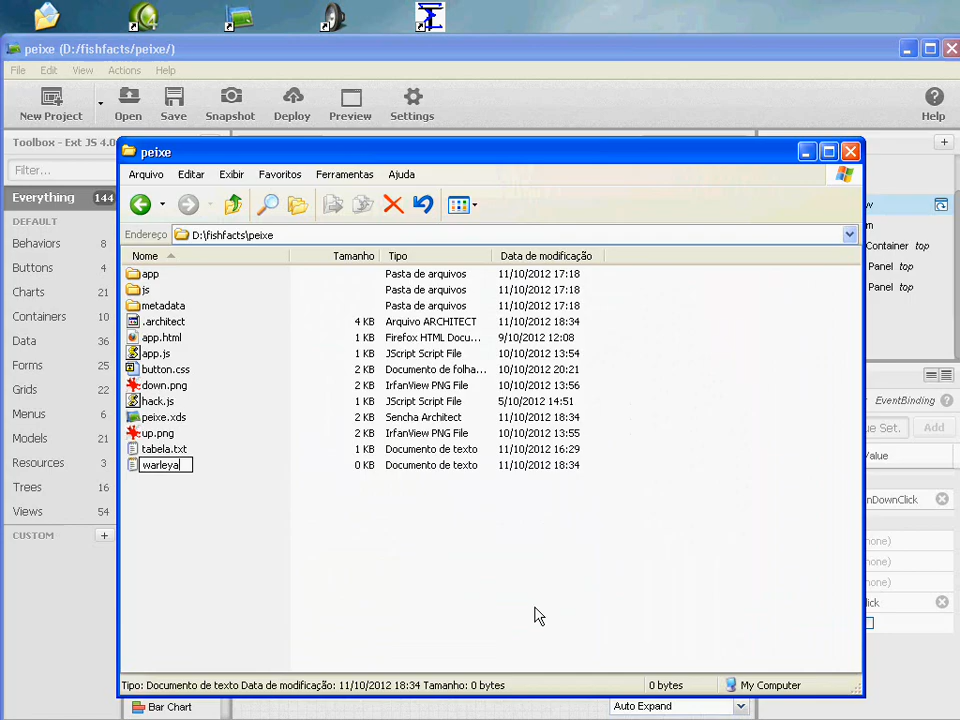 peixe (D:/fishfacts/peixe/)
File Edit View Actions Help
New Project Open Save Snapshot Deploy Preview Settings Help
Toolbox - Ext JS 4.0
Filter...
Everything 144
DEFAULT
Behaviors 8
Buttons 4
Charts 21
Containers 10
Data 36
Forms 25
Grids 22
Menus 6
Models 21
Resources 3
Trees 16
Views 54
CUSTOM
Bar Chart
peixe
Arquivo Editar Exibir Favoritos Ferramentas Ajuda
Endereço D:\fishfacts\peixe
Nome Tamanho Tipo Data de modificação
app Pasta de arquivos 11/10/2012 17:18
js Pasta de arquivos 11/10/2012 17:18
metadata Pasta de arquivos 11/10/2012 17:18
.architect 4 KB Arquivo ARCHITECT 11/10/2012 18:34
app.html 1 KB Firefox HTML Docu... 9/10/2012 12:08
app.js 1 KB JScript Script File 10/10/2012 13:54
button.css 2 KB Documento de folha... 10/10/2012 20:21
down.png 2 KB IrfanView PNG File 10/10/2012 13:56
hack.js 1 KB JScript Script File 5/10/2012 14:51
peixe.xds 2 KB Sencha Architect 11/10/2012 18:34
up.png 2 KB IrfanView PNG File 10/10/2012 13:55
tabela.txt 1 KB Documento de texto 11/10/2012 16:29
warleya 0 KB Documento de texto 11/10/2012 18:34
Tipo: Documento de texto Data de modificação: 11/10/2012 18:34 Tamanho: 0 bytes 0 bytes My Computer
Container top
Panel top
Panel top
EventBinding
Set. Add
Value
nDownClick
none)
none)
none)
lick
Auto Expand